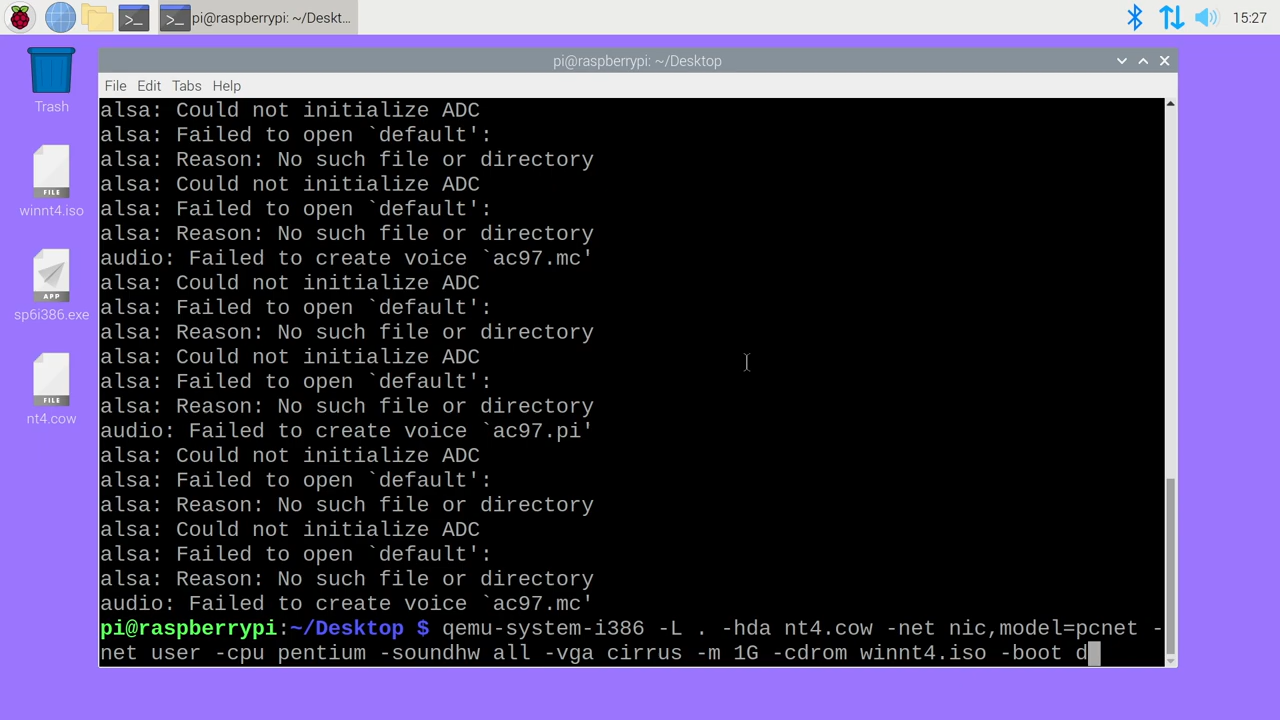 pi@raspberrypi: ~/Deskt...
15:27
pi@raspberrypi: ~/Desktop
File Edit Tabs Help
Trash
FILE
winnt4.iso
APP
sp6i386.exe
FILE
nt4.cow
alsa: Could not initialize ADC
alsa: Failed to open `default':
alsa: Reason: No such file or directory
alsa: Could not initialize ADC
alsa: Failed to open `default':
alsa: Reason: No such file or directory
audio: Failed to create voice `ac97.mc'
alsa: Could not initialize ADC
alsa: Failed to open `default':
alsa: Reason: No such file or directory
alsa: Could not initialize ADC
alsa: Failed to open `default':
alsa: Reason: No such file or directory
audio: Failed to create voice `ac97.pi'
alsa: Could not initialize ADC
alsa: Failed to open `default':
alsa: Reason: No such file or directory
alsa: Could not initialize ADC
alsa: Failed to open `default':
alsa: Reason: No such file or directory
audio: Failed to create voice `ac97.mc'
pi@raspberrypi:~/Desktop $ qemu-system-i386 -L . -hda nt4.cow -net nic,model=pcnet -
net user -cpu pentium -soundhw all -vga cirrus -m 1G -cdrom winnt4.iso -boot d